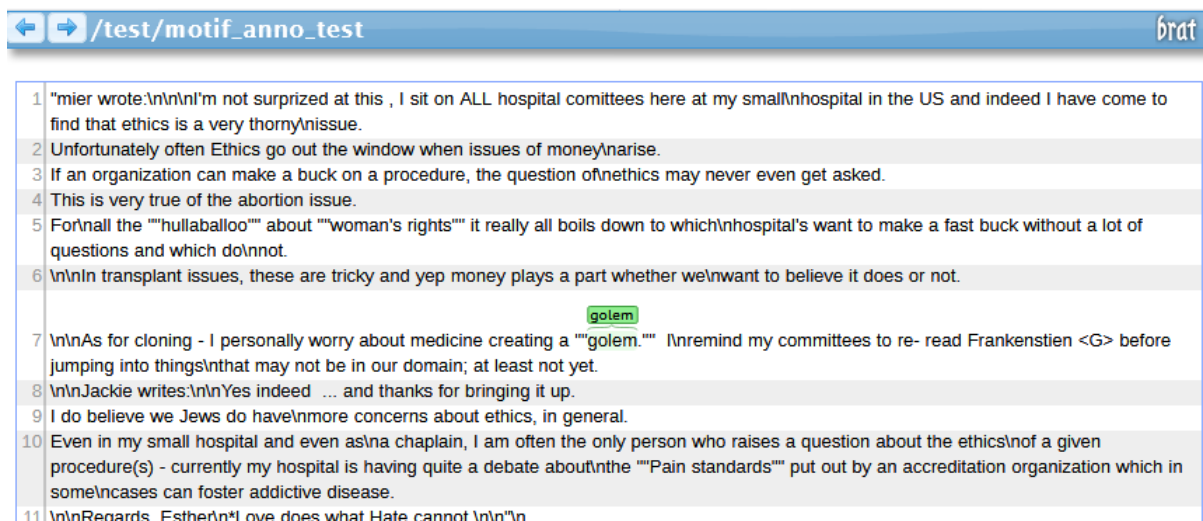 /test/motif_anno_test
brat
1 "mier wrote:\n\n\nI'm not surprized at this , I sit on ALL hospital comittees here at my small\nhospital in the US and indeed I have come to
find that ethics is a very thorny\nissue.
2 Unfortunately often Ethics go out the window when issues of money\narise.
3 If an organization can make a buck on a procedure, the question of\nethics may never even get asked.
4 This is very true of the abortion issue.
5 For\nall the ""hullaballoo"" about ""woman's rights"" it really all boils down to which\nhospital's want to make a fast buck without a lot of
questions and which do\nnot.
6 \n\nIn transplant issues, these are tricky and yep money plays a part whether we\nwant to believe it does or not.
golem
7 \n\nAs for cloning - I personally worry about medicine creating a ""golem."" I\nremind my committees to re- read Frankenstien <G> before
jumping into things\nthat may not be in our domain; at least not yet.
8 \n\nJackie writes:\n\nYes indeed ... and thanks for bringing it up.
9 I do believe we Jews do have\nmore concerns about ethics, in general.
10 Even in my small hospital and even as\na chaplain, I am often the only person who raises a question about the ethics\nof a given
procedure(s) - currently my hospital is having quite a debate about\nthe ""Pain standards"" put out by an accreditation organization which in
some\ncases can foster addictive disease.
11 \n\nRegards, Esther\n*Love does what Hate cannot.\n\n"\n